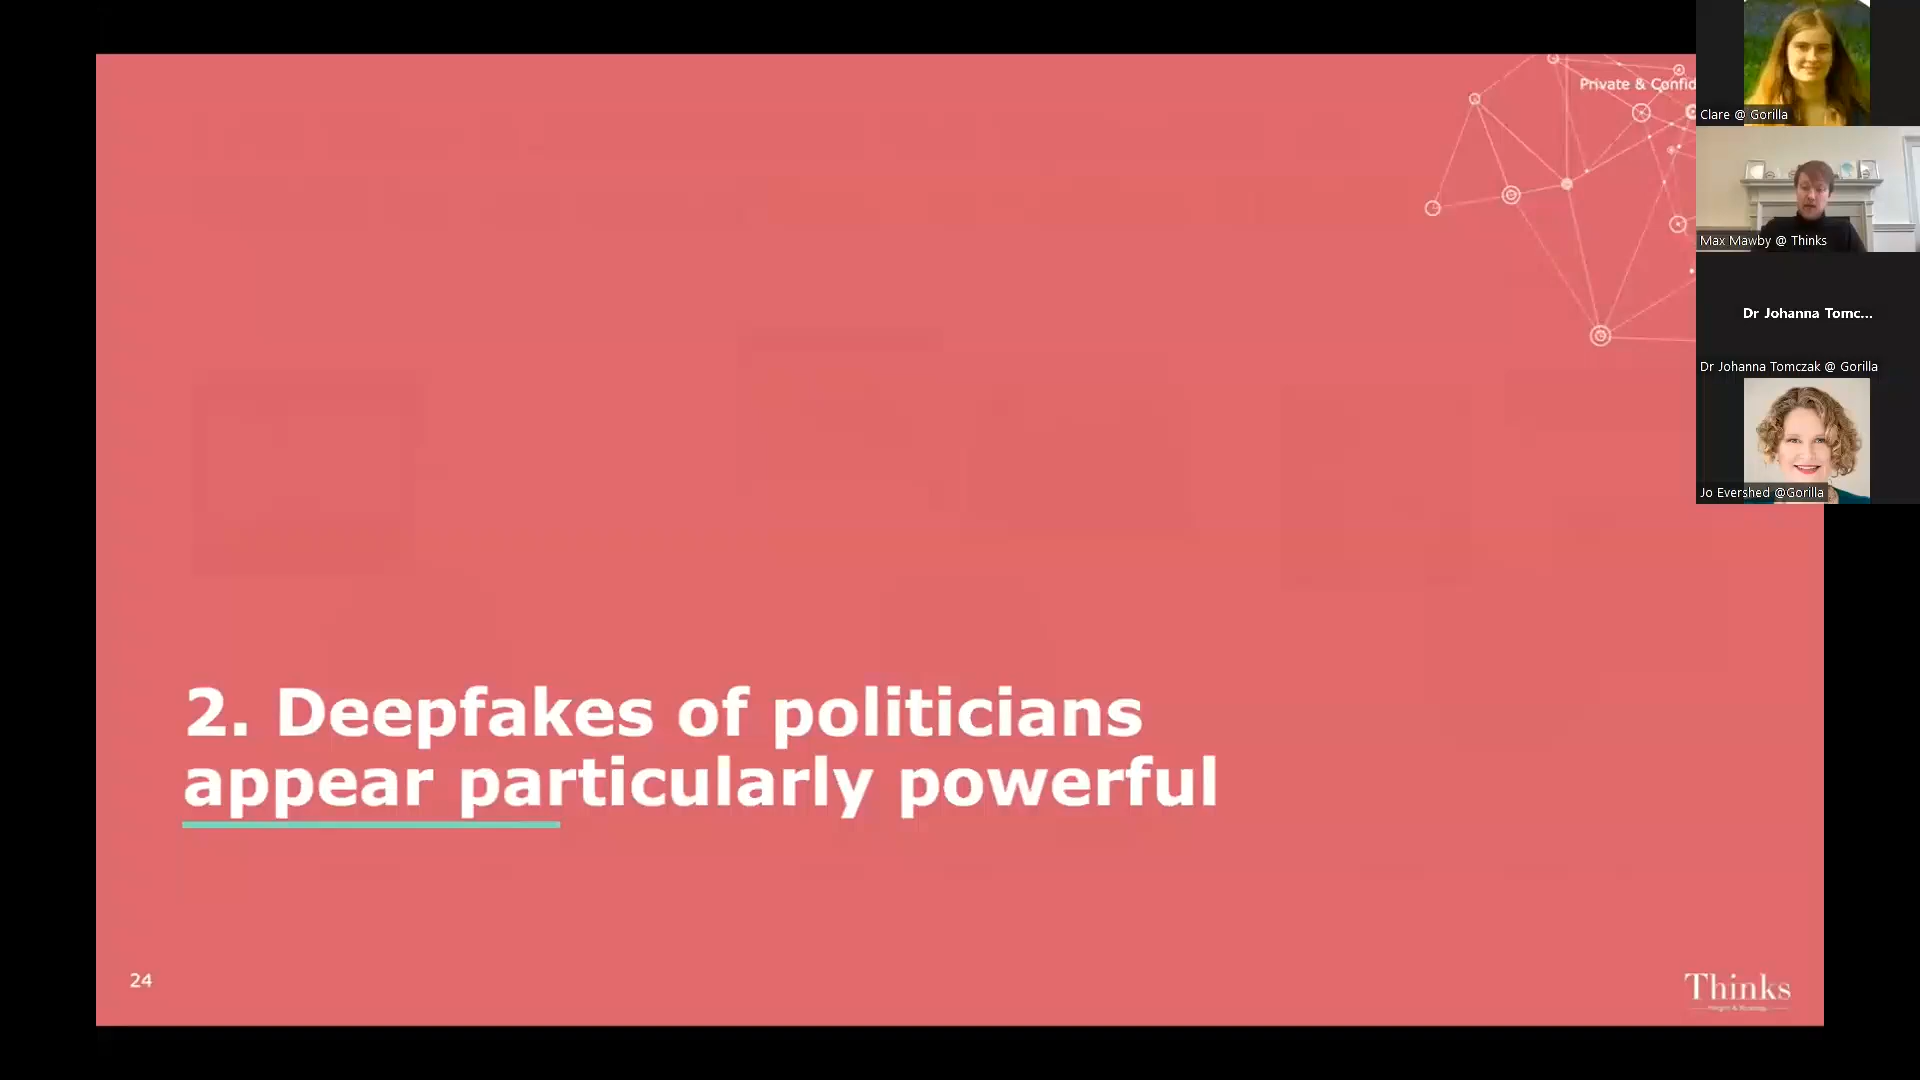 Private & Confid
Clare @ Gorilla
Max Mawby @ Thinks
Dr Johanna Tomc...
Dr Johanna Tomczak @ Gorilla
Jo Evershed @Gorilla
2. Deepfakes of politicians
appear particularly powerful
24
Thinks